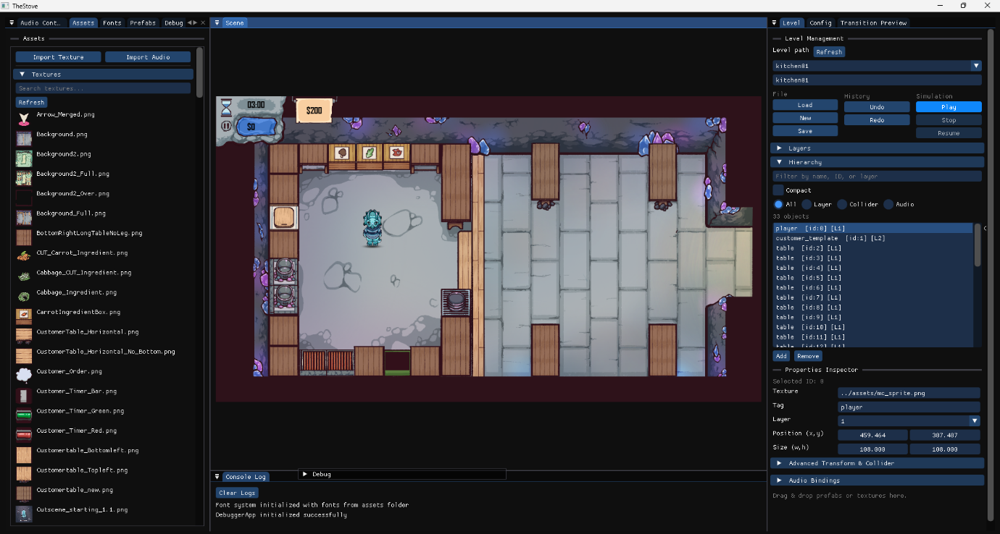 TheStove
Audio Cont..
Assets
Fonts
Prefabs
Debug
Assets
Import Texture
Import Audio
Textures
Search textures...
Refresh
Arrow_Merged.png
Background.png
Background2.png
Background2_Full.png
Background2_Over.png
Background_Full.png
BottomRightLongTableNoLeg.png
CUT_Carrot_Ingredient.png
Cabbage_CUT_Ingredient.png
Cabbage_Ingredient.png
CarrotIngredientBox.png
CustomerTable_Horizontal.png
CustomerTable_Horizontal_No_Bottom.png
Customer_Order.png
Customer_Timer_Bar.png
Customer_Timer_Green.png
Customer_Timer_Red.png
Customertable_Bottomleft.png
Customertable_Topleft.png
Customertable_new.png
Cutscene_starting_1.1.png
Scene
03:00
$0
$200
Debug
Console Log
Clear Logs
Font system initialized with fonts from assets folder
DebuggerApp initialized successfully
Level
Config
Transition Preview
Level Management
Level path
Refresh
kitchen01
kitchen01
File
History
Simulation
Load
Undo
Play
New
Redo
Stop
Save
Resume
Layers
Hierarchy
Filter by name, ID, or layer
Compact
All
Layer
Collider
Audio
33 objects
player [id:0] [L1]
customer_template [id:1] [L2]
table [id:2] [L1]
table [id:3] [L1]
table [id:4] [L1]
table [id:5] [L1]
table [id:6] [L1]
table [id:7] [L1]
table [id:8] [L1]
table [id:9] [L1]
table [id:10] [L1]
table [id:11] [L1]
table [id:12] [L1]
Add
Remove
Properties Inspector
Selected ID: 0
Texture
../assets/mc_sprite.png
Tag
player
Layer
1
Position (x,y)
459.464
387.487
Size (w,h)
108.000
108.000
Advanced Transform & Collider
Audio Bindings
Drag & drop prefabs or textures here.